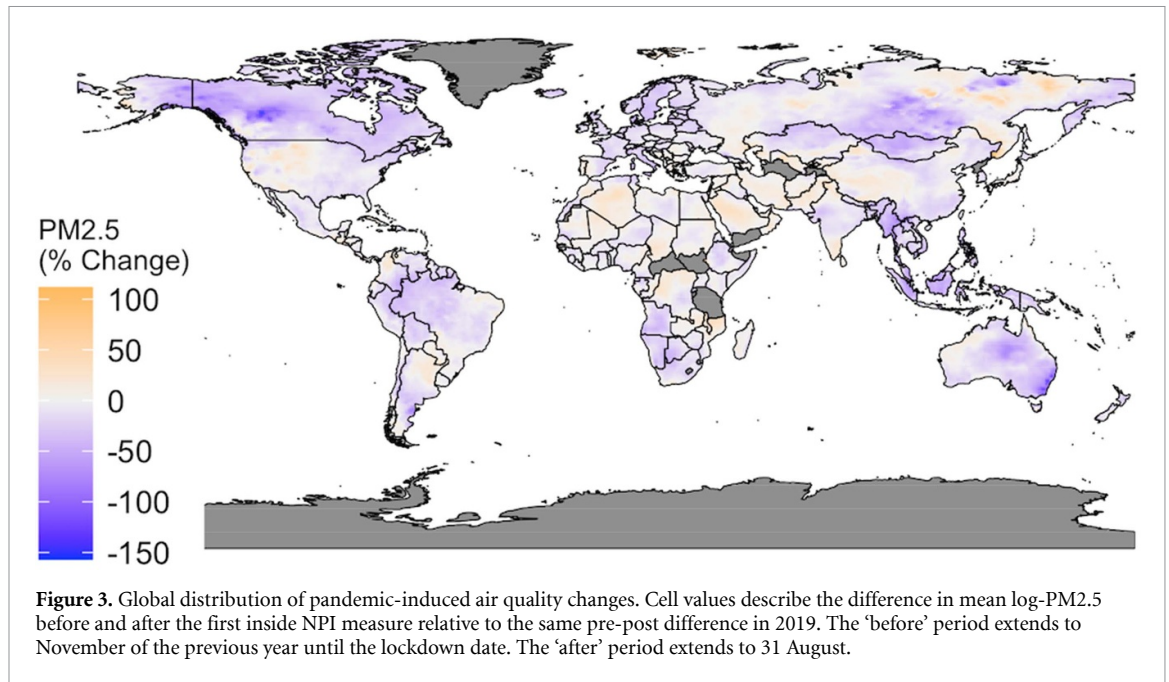 PM2.5
(% Change)
100
50
0
-50
-100
-150
Figure 3. Global distribution of pandemic-induced air quality changes. Cell values describe the difference in mean log-PM2.5
before and after the first inside NPI measure relative to the same pre-post difference in 2019. The ‘before’ period extends to
November of the previous year until the lockdown date. The ‘after’ period extends to 31 August.